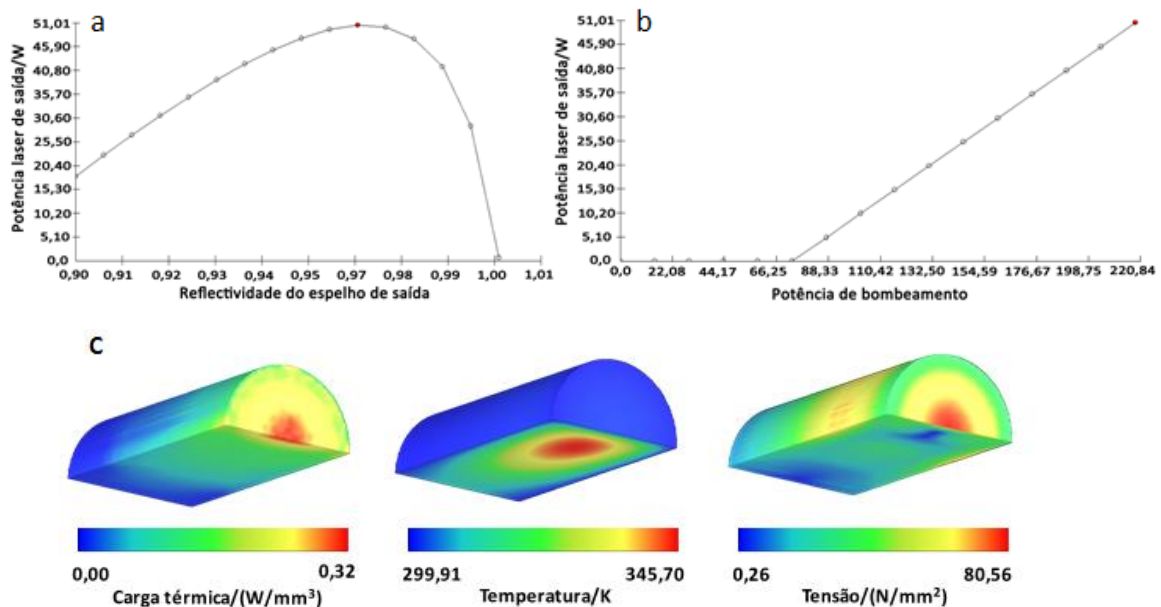 a
Potência laser de saída/W
51,01
45,90
40,80
35,70
30,60
25,50
20,40
15,30
10,20
5,10
0,0
0,90 0,91 0,92 0,93 0,94 0,95 0,96 0,97 0,98 0,99 1,00 1,01
Reflectividade do espelho de saída
b
Potência laser de saída/W
51,01
45,90
40,80
35,70
30,60
25,50
20,40
15,30
10,20
5,10
0,0
0,0 22,08 44,17 66,25 88,33 110,42 132,50 154,59 176,67 198,75 220,84
Potência de bombeamento
c
0,00 0,32
Carga térmica/(W/mm³)
299,91 345,70
Temperatura/K
0,26 80,56
Tensão/(N/mm²)